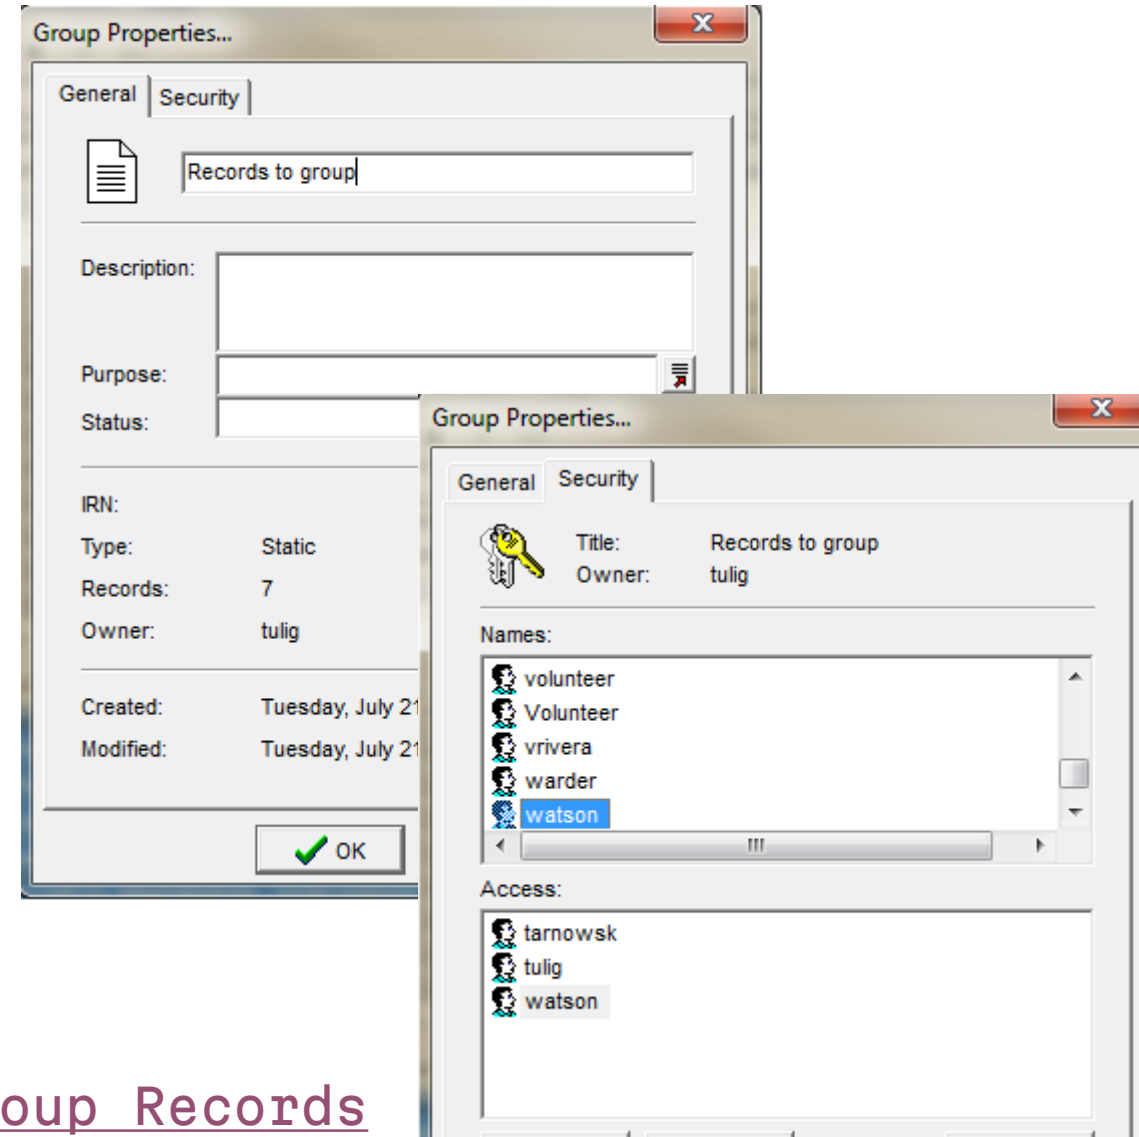 Group Properties...
General Security
Records to group
Description:
Purpose:
Status:
IRN:
Type: Static
Records: 7
Owner: tulig
Created: Tuesday, July 21
Modified: Tuesday, July 21
OK
Group Properties...
General Security
Title: Records to group
Owner: tulig
Names:
volunteer
Volunteer
vrivera
warder
watson
Access:
tarnowsk
tulig
watson
oup Records